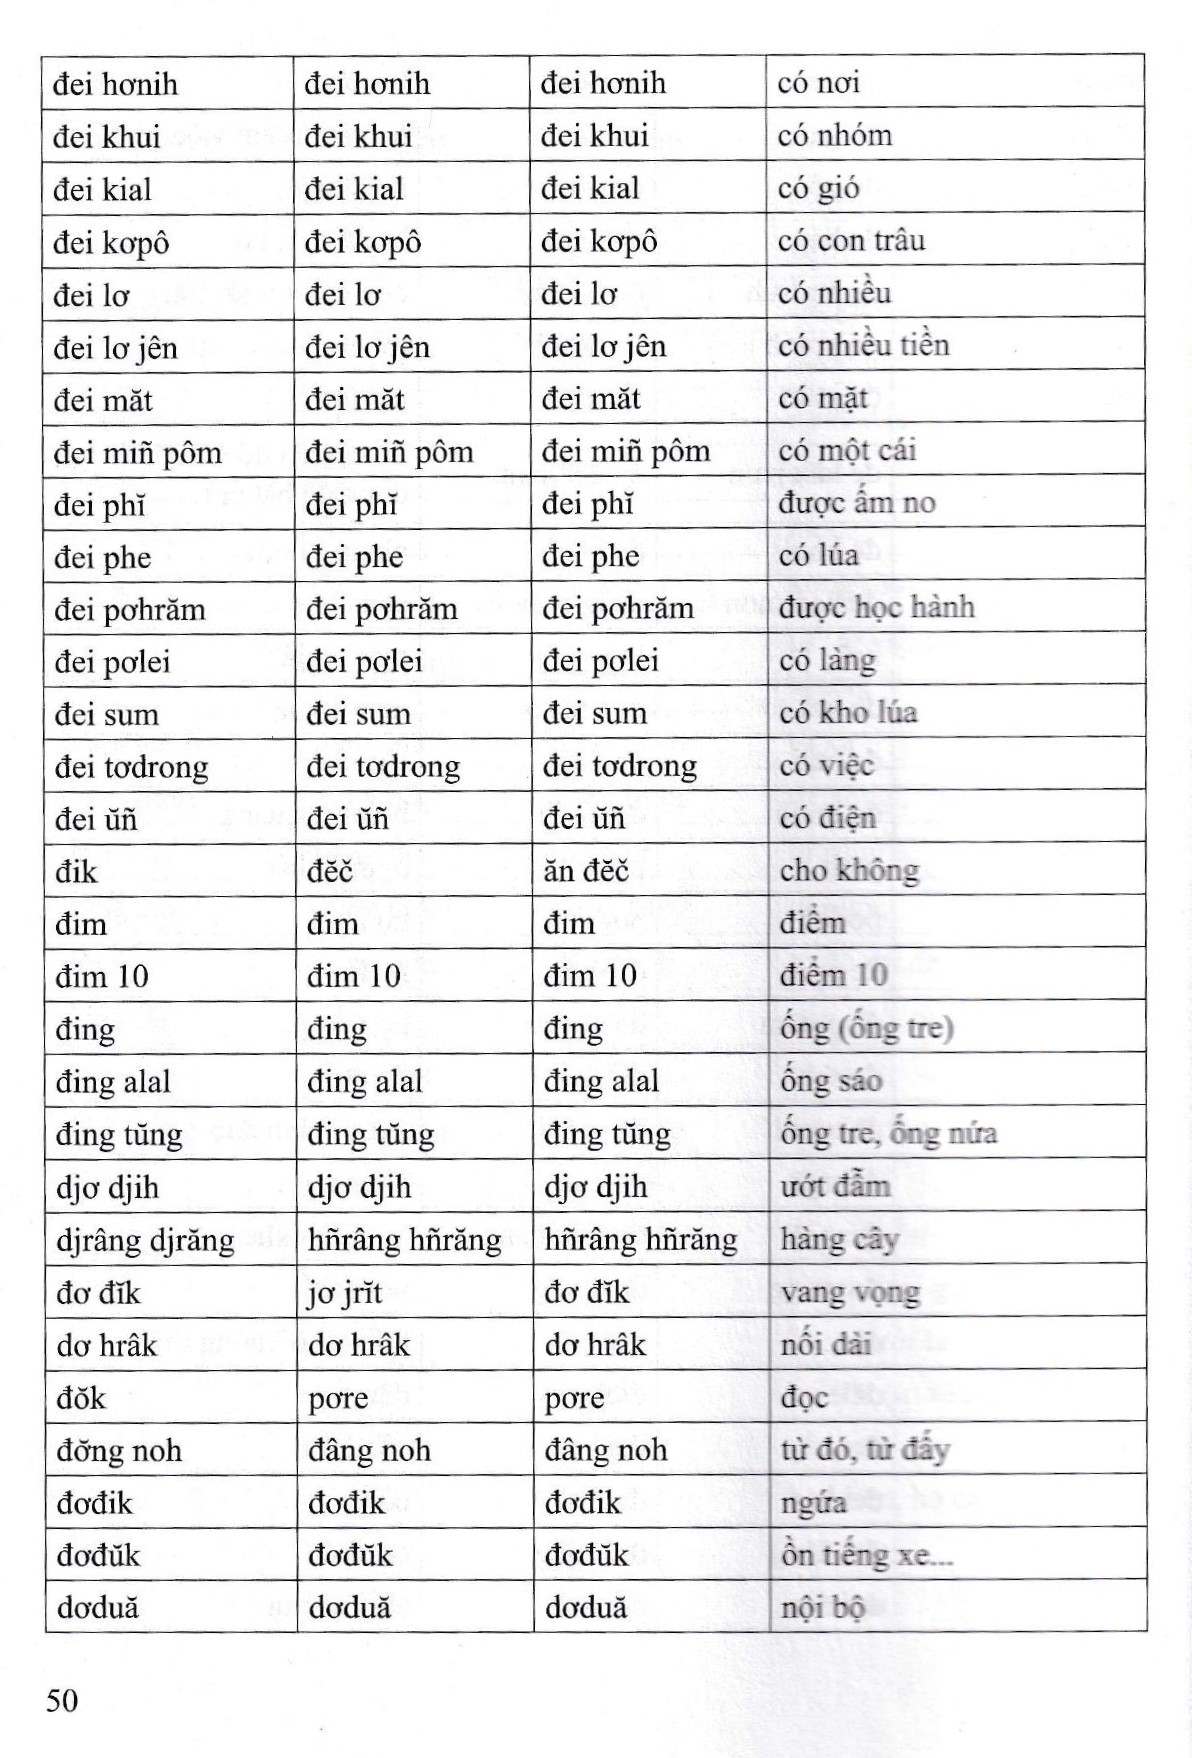 đei hơnih đei hơnih đei hơnih có nơi
đei khui đei khui đei khui có nhóm
đei kial đei kial đei kial có gió
đei kơpô đei kơpô đei kơpô có con trâu
đei lơ đei lơ đei lơ có nhiều
đei lơ jên đei lơ jên đei lơ jên có nhiều tiền
đei măt đei măt đei măt có mặt
đei miñ pôm đei miñ pôm đei miñ pôm có một cái
đei phĭ đei phĭ đei phĭ được ấm no
đei phe đei phe đei phe có lúa
đei pơhrăm đei pơhrăm đei pơhrăm được học hành
đei pơlei đei pơlei đei pơlei có làng
đei sum đei sum đei sum có kho lúa
đei tơdrong đei tơdrong đei tơdrong có việc
đei ŭñ đei ŭñ đei ŭñ có điện
đik đĕč ăn đĕč cho không
đim đim đim điểm
đim 10 đim 10 đim 10 điểm 10
đing đing đing ống (ống tre)
đing alal đing alal đing alal ống sáo
đing tŭng đing tŭng đing tŭng ống tre, ống nứa
djơ djih djơ djih djơ djih ướt đẫm
djrâng djrăng hñrâng hñrăng hñrâng hñrăng hàng cây
đơ đĭk jơ jrĭt đơ đĭk vang vọng
dơ hrâk dơ hrâk dơ hrâk nối dài
đŏk pơre pơre đọc
đơ̆ng noh đâng noh đâng noh từ đó, từ đấy
đơđik đơđik đơđik ngứa
đơđŭk đơđŭk đơđŭk ồn tiếng xe...
dơduă dơduă dơduă nội bộ
50